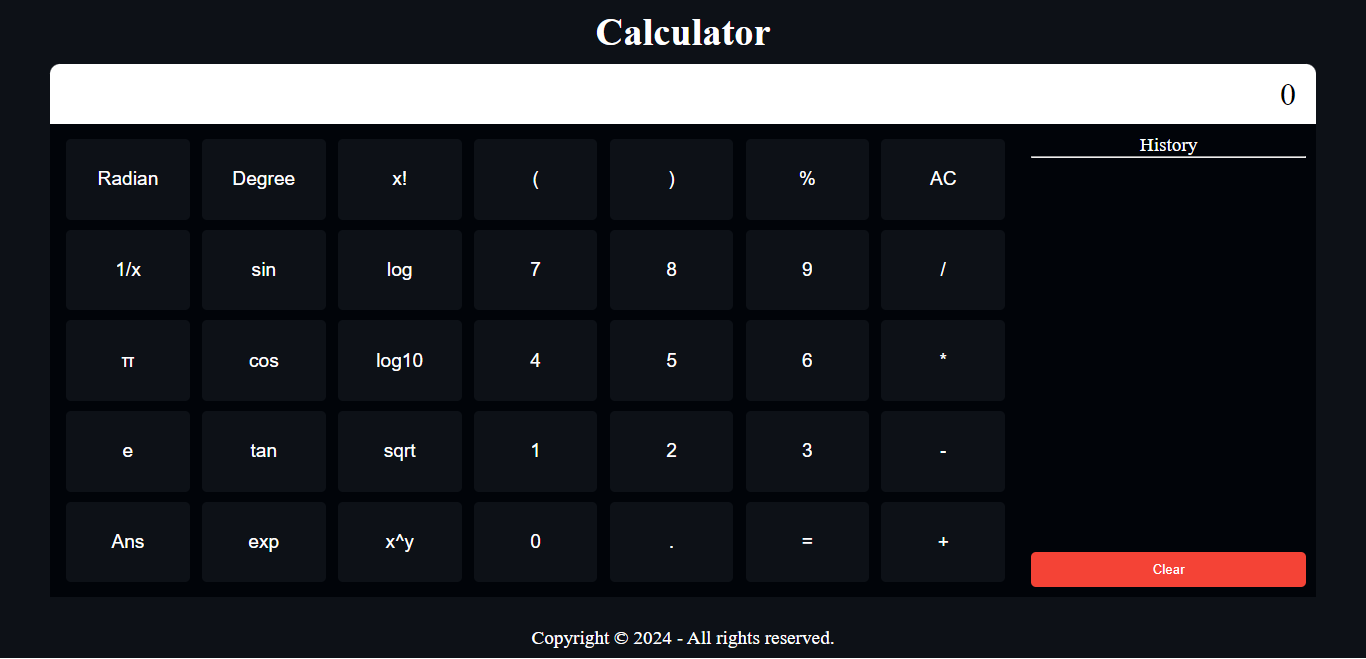 Calculator
0
Radian Degree x! ( ) % AC
1/x sin log 7 8 9 /
π cos log10 4 5 6 *
e tan sqrt 1 2 3 -
Ans exp x^y 0 . = +
History
Clear
Copyright © 2024 - All rights reserved.